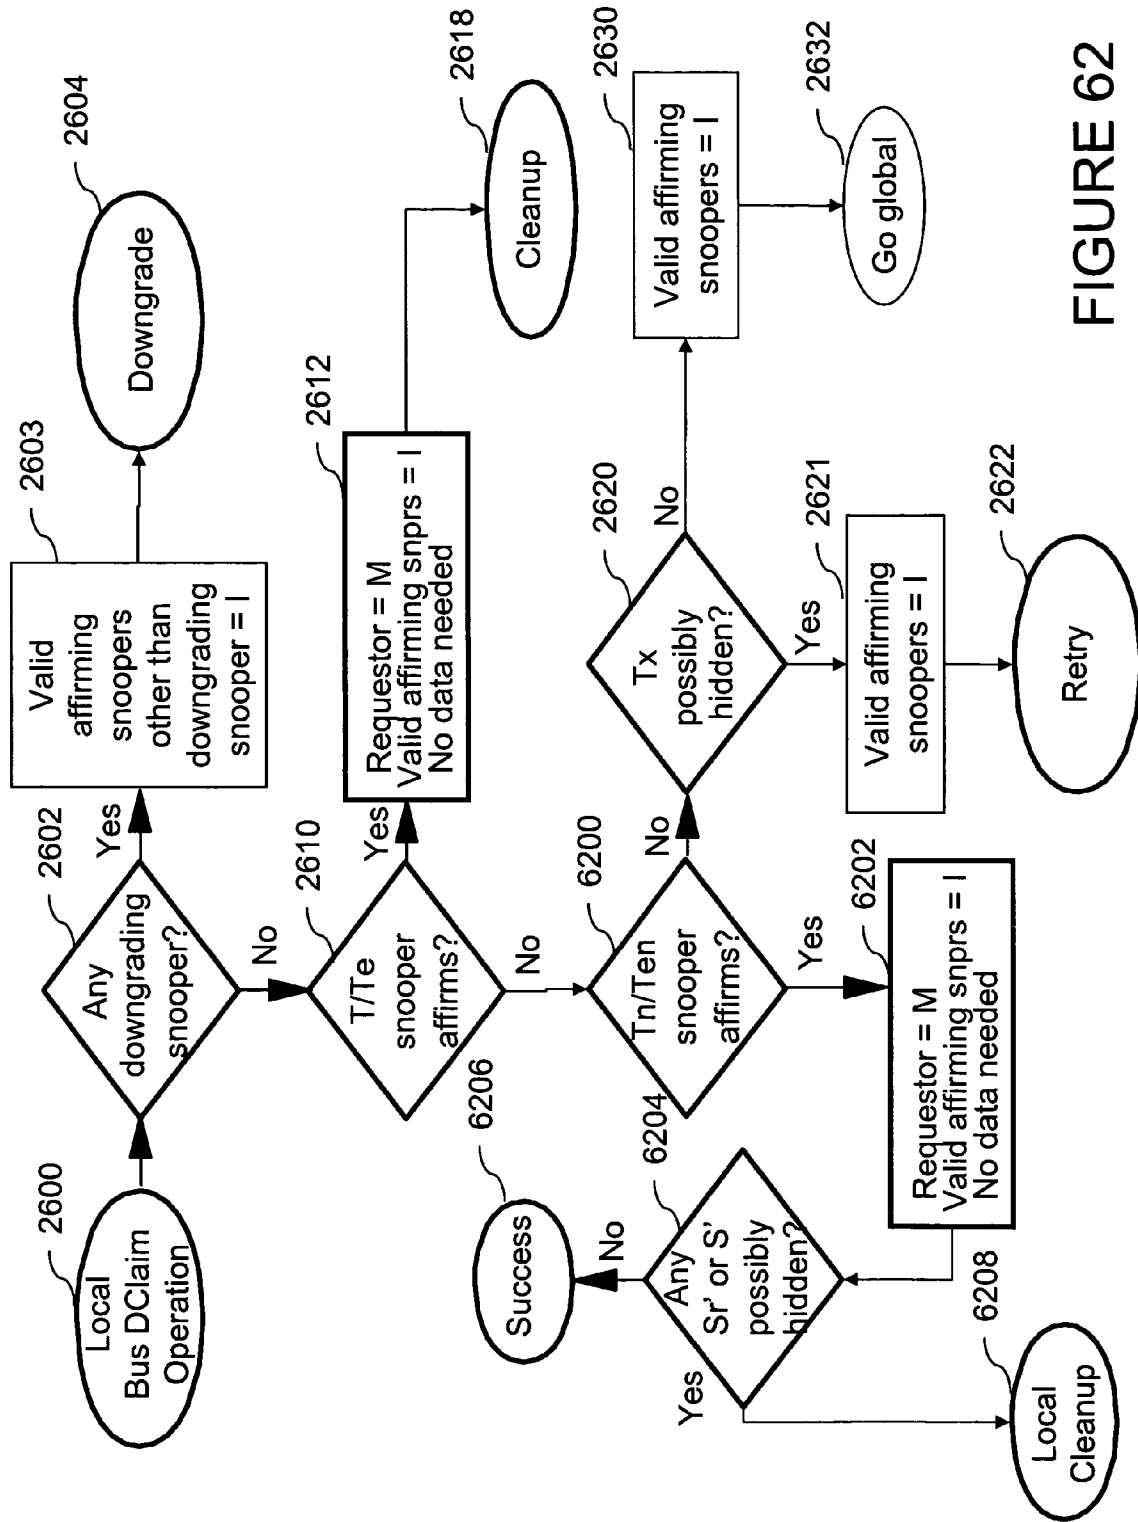 2600
Local
Bus DClaim
Operation
2602
Any
downgrading
snooper?
Yes
No
2603
Valid
affirming
snoopers
other than
downgrading
snooper = I
2604
Downgrade
2610
T/Te
snooper
affirms?
Yes
No
2612
Requestor = M
Valid affirming snprs = I
No data needed
2618
Cleanup
6200
Tn/Ten
snooper
affirms?
No
Yes
2620
Tx
possibly
hidden?
No
Yes
2630
Valid affirming
snoopers = I
2632
Go global
2621
Valid affirming
snoopers = I
2622
Retry
6202
Requestor = M
Valid affirming snprs = I
No data needed
6204
Any
Sr' or S'
possibly
hidden?
No
Yes
6206
Success
6208
Local
Cleanup
FIGURE 62